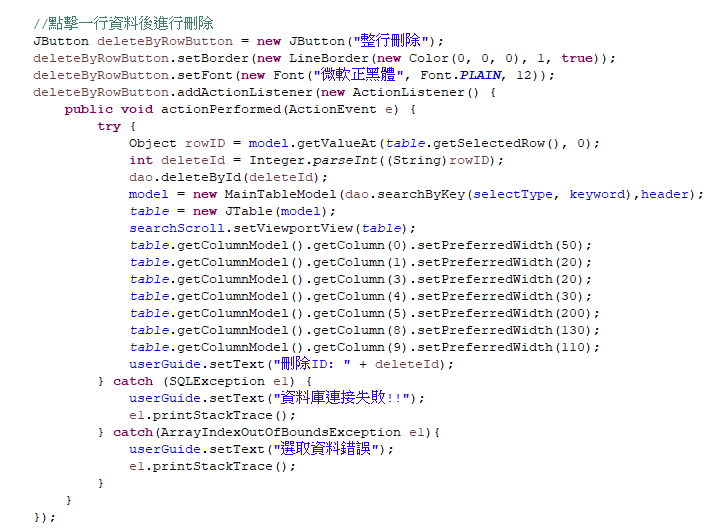 //點擊一行資料後進行刪除
JButton deleteByRowButton = new JButton("整行刪除");
deleteByRowButton.setBorder(new LineBorder(new Color(0, 0, 0), 1, true));
deleteByRowButton.setFont(new Font("微軟正黑體", Font.PLAIN, 12));
deleteByRowButton.addActionListener(new ActionListener() {
    public void actionPerformed(ActionEvent e) {
        try {
            Object rowID = model.getValueAt(table.getSelectedRow(), 0);
            int deleteId = Integer.parseInt((String)rowID);
            dao.deleteById(deleteId);
            model = new MainTableModel(dao.searchByKey(selectType, keyword),header);
            table = new JTable(model);
            searchScroll.setViewportView(table);
            table.getColumnModel().getColumn(0).setPreferredWidth(50);
            table.getColumnModel().getColumn(1).setPreferredWidth(20);
            table.getColumnModel().getColumn(3).setPreferredWidth(20);
            table.getColumnModel().getColumn(4).setPreferredWidth(30);
            table.getColumnModel().getColumn(5).setPreferredWidth(200);
            table.getColumnModel().getColumn(8).setPreferredWidth(130);
            table.getColumnModel().getColumn(9).setPreferredWidth(110);
            userGuide.setText("刪除ID: " + deleteId);
        } catch (SQLException e1) {
            userGuide.setText("資料庫連接失敗!!");
            e1.printStackTrace();
        } catch(ArrayIndexOutOfBoundsException e1){
            userGuide.setText("選取資料錯誤");
            e1.printStackTrace();
        }
    }
});